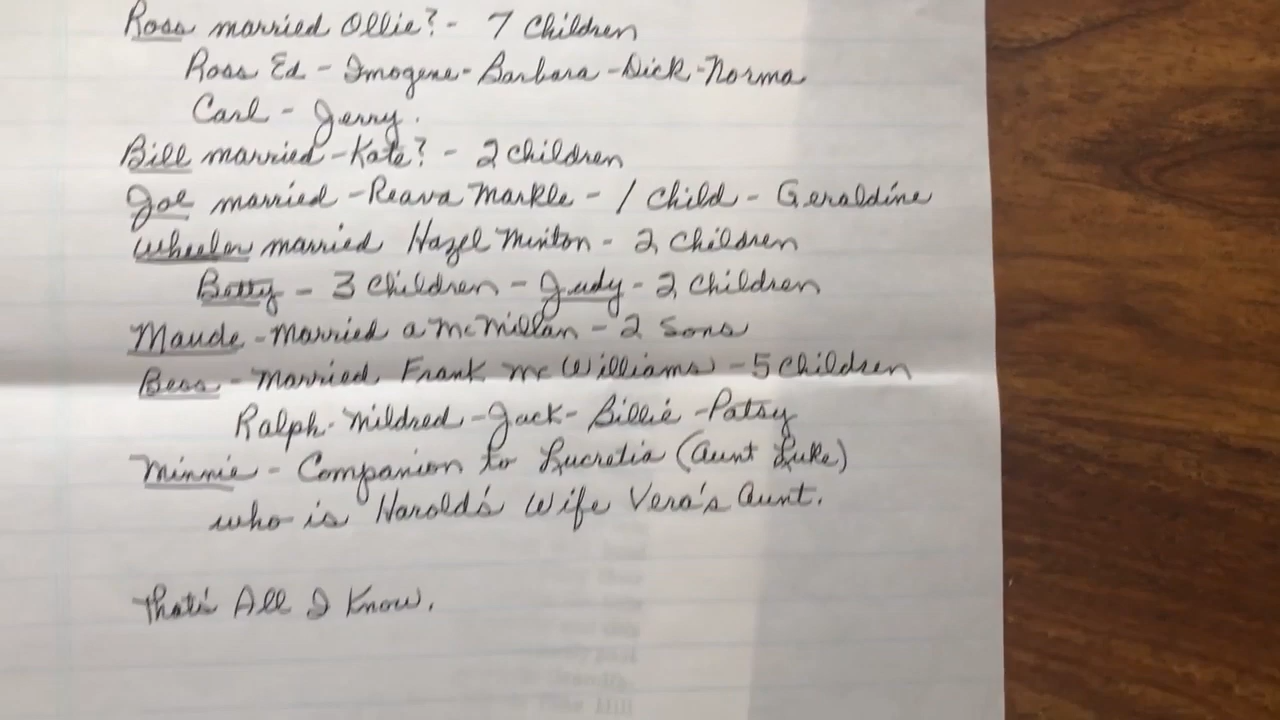 Ross married Ollie? - 7 Children
Ross Ed - Imogene - Barbara - Dick - Norma
Carl - Jerry.
Bill married - Kate? - 2 Children
Joe married - Reava Markle - 1 Child - Geraldine
Wheeler married Hazel Minton - 2 Children
Betty - 3 Children - Judy - 2 Children
Maude - Married a McMillan - 2 Sons
Bess - Married Frank McWilliams - 5 Children
Ralph - Mildred - Jack - Billie - Patsy
Minnie - Companion to Lucretia (Aunt Luke)
who is Harold's Wife Vera's Aunt.
That's All I Know.